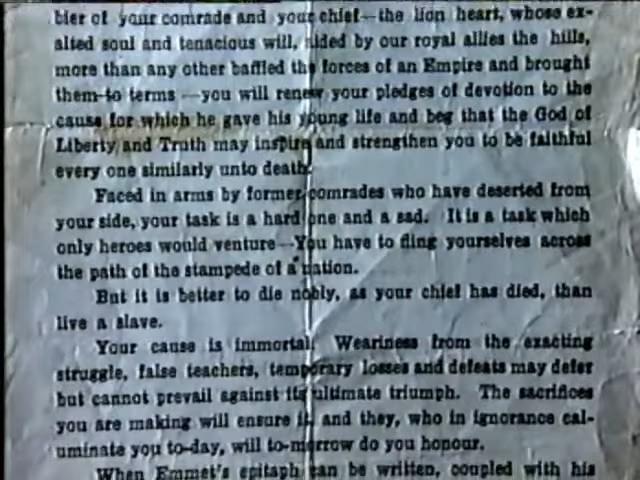 bier of your comrade and your chief—the lion heart, whose ex-
alted soul and tenacious will, aided by our royal allies the hills,
more than any other baffled the forces of an Empire and brought
them—to terms—you will renew your pledges of devotion to the
cause for which he gave his young life and beg that the God of
Liberty and Truth may inspire and strengthen you to be faithful
every one similarly unto death.
Faced in arms by former comrades who have deserted from
your side, your task is a hard one and a sad. It is a task which
only heroes would venture—You have to fling yourselves across
the path of the stampede of a nation.
But it is better to die nobly, as your chief has died, than
live a slave.
Your cause is immortal. Weariness from the exacting
struggle, false teachers, temporary losses and defeats may defer
but cannot prevail against its ultimate triumph. The sacrifices
you are making will ensure it, and they, who in ignorance cal-
uminate you to-day, will to-morrow do you honour.
When Emmet's epitaph can be written, coupled with his